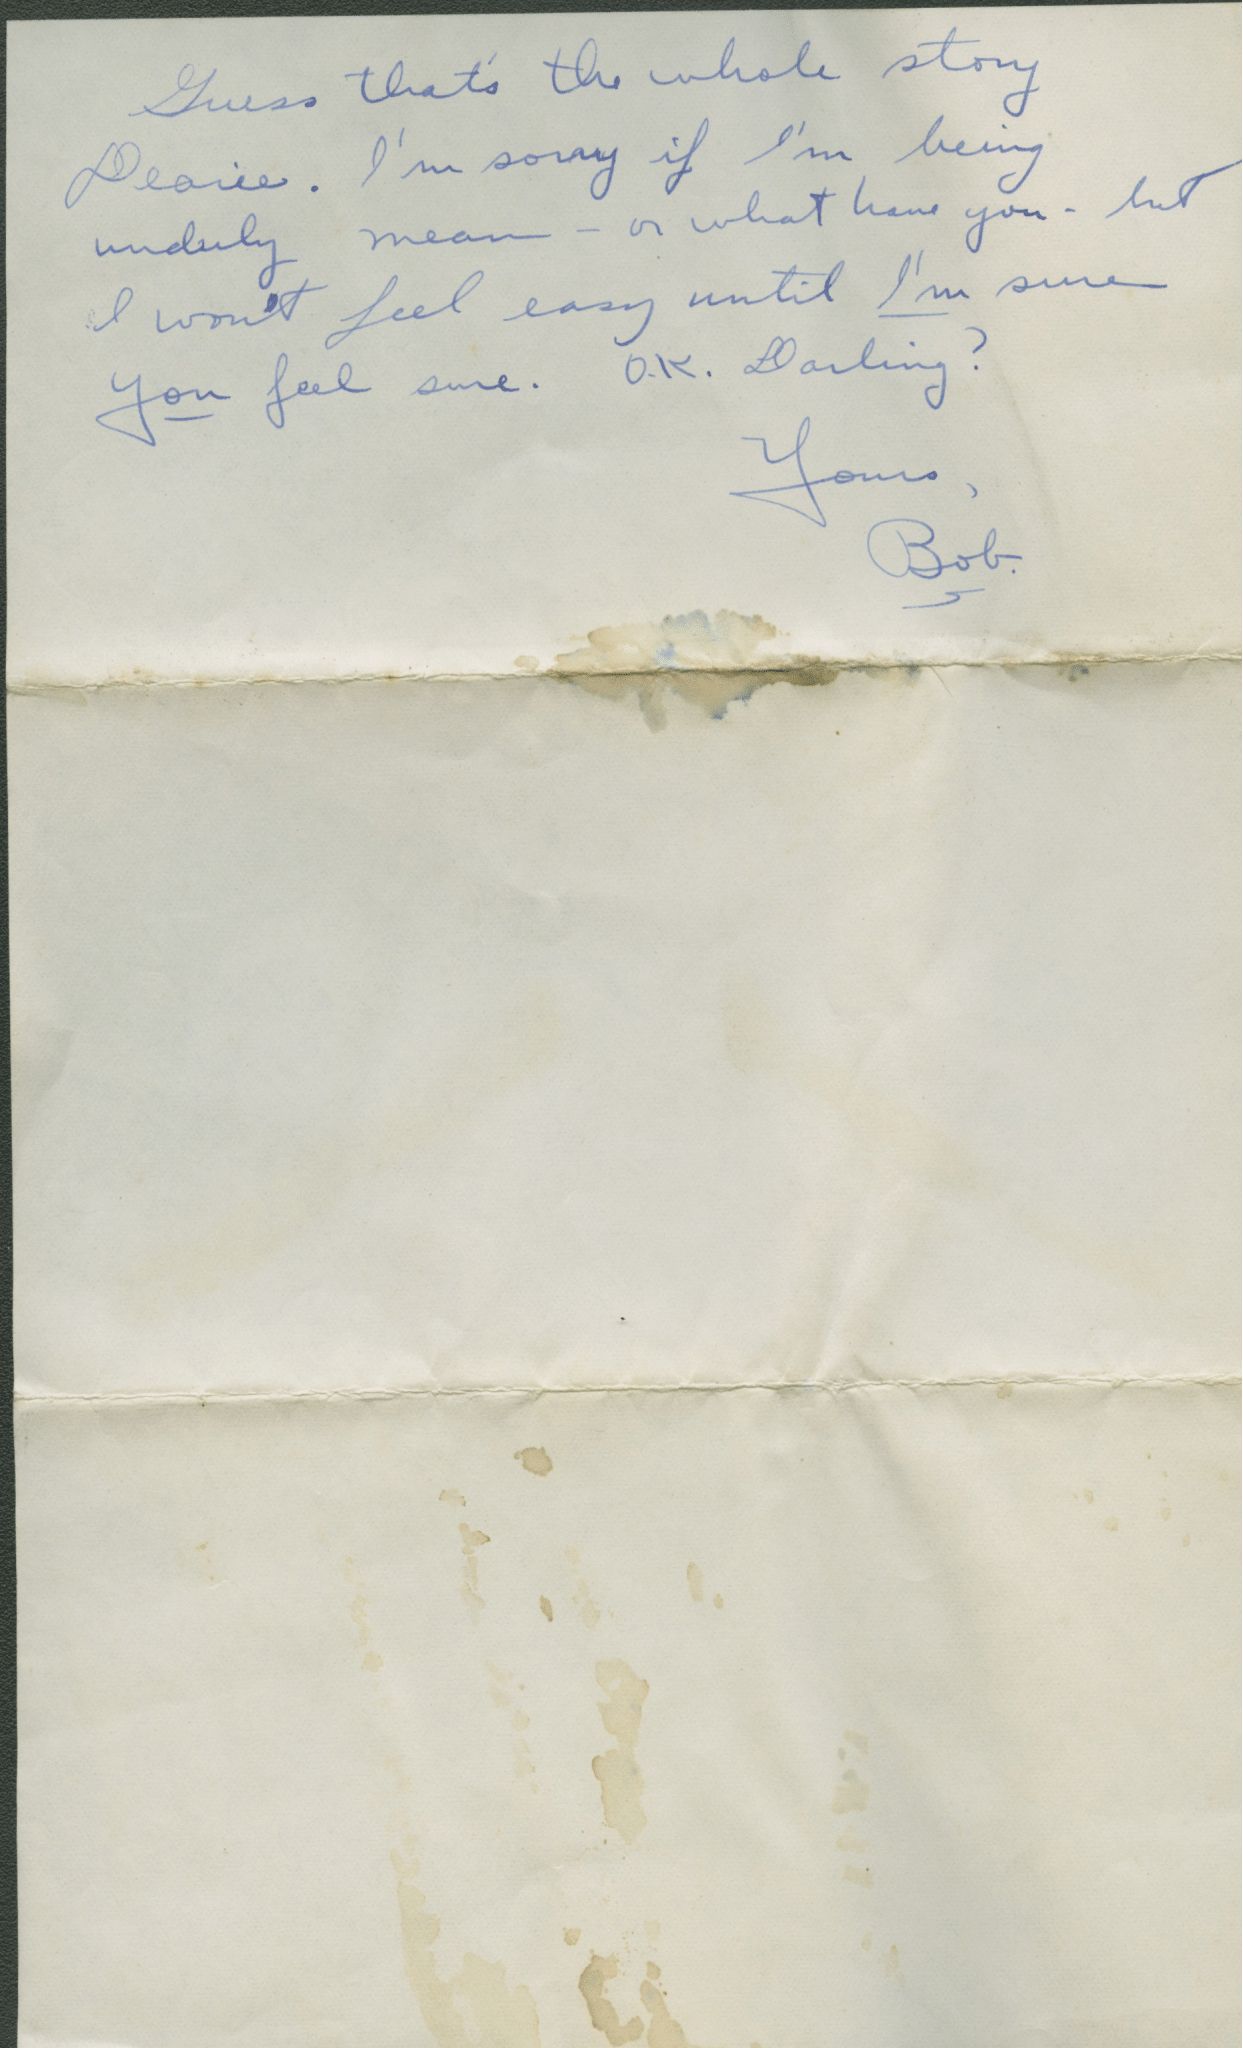 Guess that's the whole story
Dearie. I'm sorry if I'm being
unduly mean - or what have you - but
I won't feel easy until I'm sure
you feel sure. O.K. Darling?
Yours,
Bob.